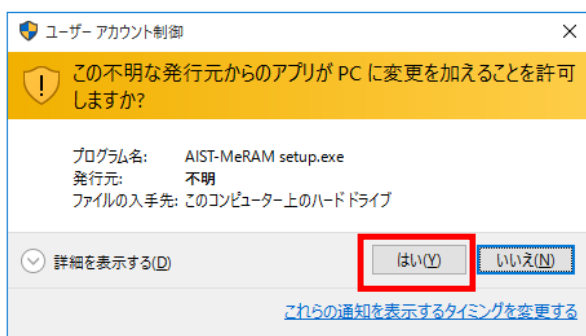 ユーザー アカウント制御
この不明な発行元からのアプリが PC に変更を加えることを許可
しますか?
プログラム名: AIST-MeRAM setup.exe
発行元: 不明
ファイルの入手先: このコンピューター上のハード ドライブ
詳細を表示する(D) はい(Y) いいえ(N)
これらの通知を表示するタイミングを変更する